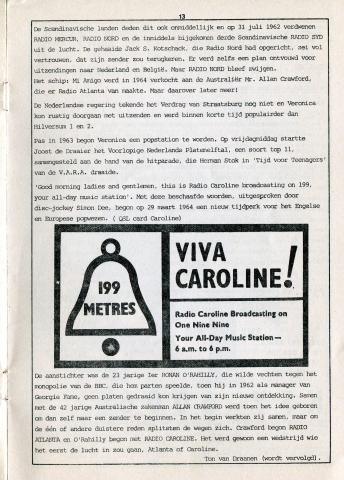 13
De Scandinavische landen deden dit ook onmiddellijk en op 31 juli 1962 verdwenen
RADIO MERCUR, RADIO NORD en de inmiddels bijgekomen derde Scandinavische RADIO SYD
uit de lucht. De gehaaide Jack S. Kotschack, die Radio Nord had opgericht, zei vol
vertrouwen, dat zijn zender zou terugkeren. Er werd zelfs een plan ontvouwd voor
uitzendingen naar Nederland en België. Maar RADIO NORD bleef zwijgen.
Het schip: Mi Amigo werd in 1964 verkocht aan de Australiër Mr. Allan Crawford,
die er Radio Atlanta van maakte. Maar daarover later meer!
De Nederlandse regering tekende het Verdrag van Straatsburg nog niet en Veronica
kon rustig doorgaan met uitzenden en werd binnen korte tijd populairder dan
Hilversum 1 en 2.
Pas in 1963 begon Veronica een popstation te worden. Op vrijdagmiddag startte
Joost de Draaier het Voorlopige Nederlands Platenelftal, een soort top 11,
samengesteld aan de hand van de hitparade, die Herman Stok in 'Tijd voor Teenagers'
van de V.A.R.A. draaide.
'Good morning ladies and gentlemen, this is Radio Caroline broadcasting on 199,
your all-day music station'. Met deze beschaafde woorden, uitgesproken door
disc-jockey Simon Dee, begon op 29 maart 1964 een nieuw tijdperk voor het Engelse
en Europese popwezen. ( QSL card Caroline)
199
METRES
VIVA
CAROLINE!
Radio Caroline Broadcasting on
One Nine Nine
Your All-Day Music Station—
6 a.m. to 6 p.m.
De aanstichter was de 23 jarige Ier RONAN O'RAHILLY, die wilde vechten tegen het
monopolie van de BBC, die hem parten speelde, toen hij in 1962 als manager van
Georgie Fame, geen platen gedraaid kon krijgen van zijn nieuwe ontdekking. Samen
met de 42 jarige Australische zakenman ALLAN CRAWFORD werd toen het idee geboren
om dan zelf maar een zender te beginnen. In het begin werkten zij samen, maar om
de één of andere duistere reden splitsten de wegen zich. Crawford begon RADIO
ATLANTA en O'Rahilly begon met RADIO CAROLINE. Het werd gewoon een wedstrijd wie
het eerst de lucht in zou gaan, Atlanta of Caroline.
Ton van Draanen (wordt vervolgd).